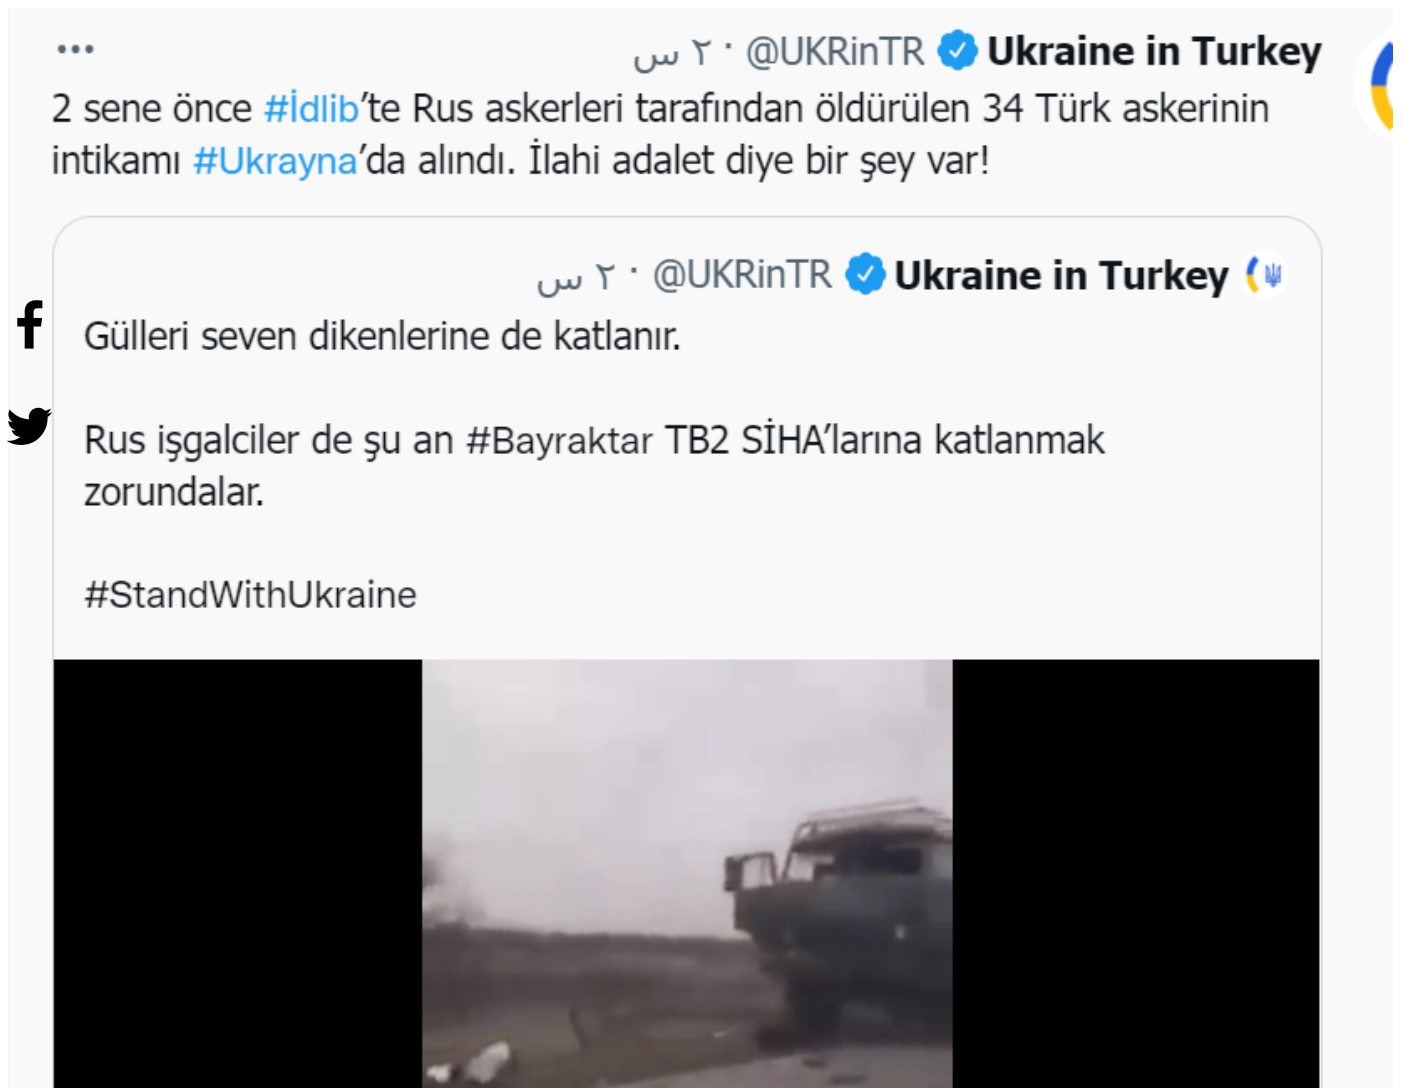 Ukraine in Turkey @UKRinTR · ٢ س
2 sene önce #İdlib’te Rus askerleri tarafından öldürülen 34 Türk askerinin
intikamı #Ukrayna’da alındı. İlahi adalet diye bir şey var!
Ukraine in Turkey @UKRinTR · ٢ س
Gülleri seven dikenlerine de katlanır.
Rus işgalciler de şu an #Bayraktar TB2 SİHA’larına katlanmak
zorundalar.
#StandWithUkraine